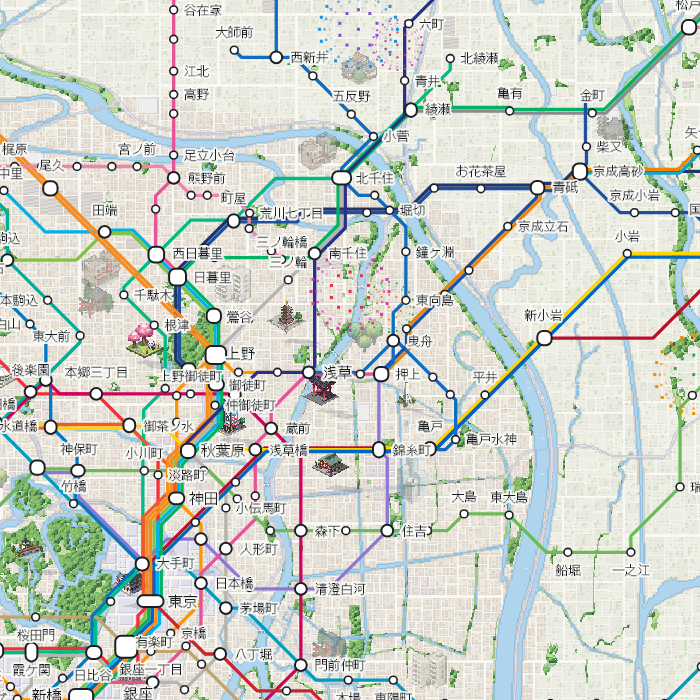 谷在家
六町
松戸
大師前
西新井
北綾瀬
江北
青井
高野
五反野
亀有
金町
綾瀬
小菅
柴又
矢
梶原
宮ノ前
足立小台
中里
尾久
熊野前
北千住
お花茶屋
京成高砂
青砥
町屋
京成小岩
田端
荒川七丁目
堀切
京成立石
小岩
駒込
西日暮里
三ノ輪橋
三ノ輪
南千住
鐘ケ淵
日暮里
本駒込
千駄木
東向島
白山
根津
鶯谷
新小岩
東大前
曳舟
上野
後楽園
本郷三丁目
上野御徒町
御徒町
浅草
押上
平井
仲御徒町
水道橋
御茶ノ水
蔵前
亀戸
亀戸水神
神保町
小川町
秋葉原
浅草橋
錦糸町
淡路町
竹橋
神田
大島
東大島
瑞
小伝馬町
森下
住吉
人形町
大手町
船堀
一之江
日本橋
清澄白河
東京
茅場町
桜田門
有楽町
京橋
八丁堀
門前仲町
霞ケ関
日比谷
銀座一丁目
新橋
銀座
木場
東陽町